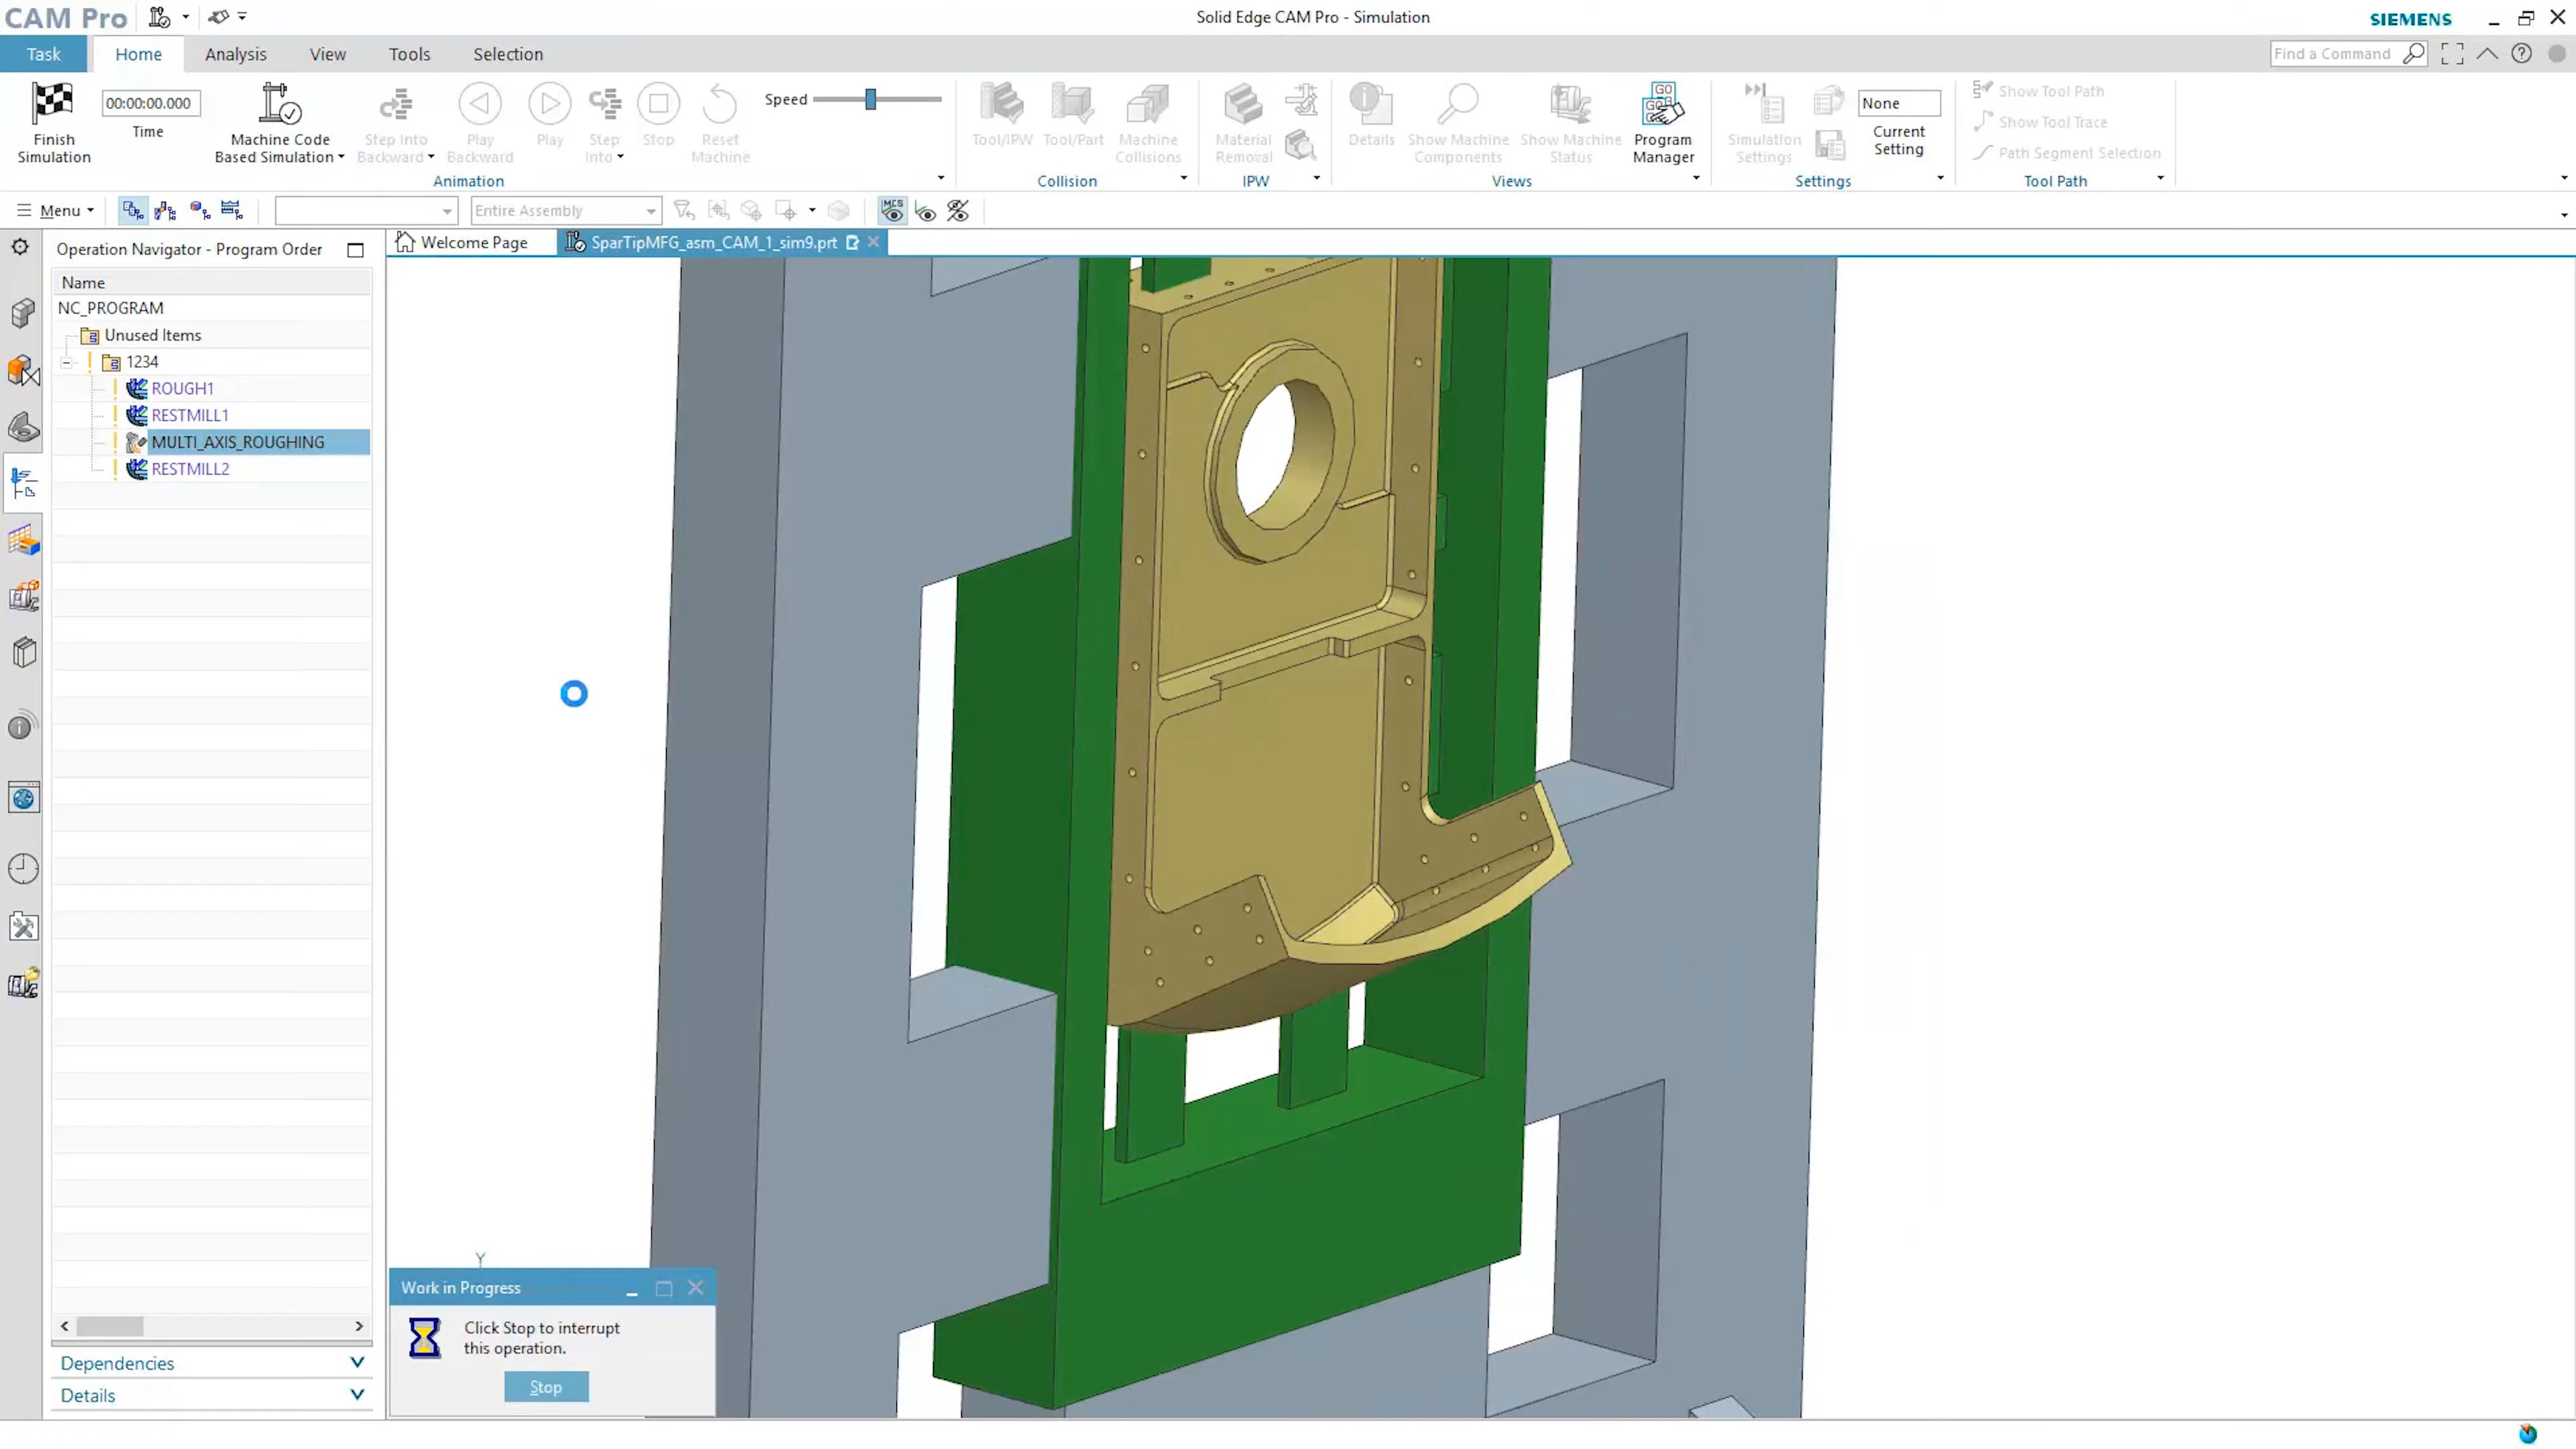 CAM Pro
Solid Edge CAM Pro - Simulation
SIEMENS
Task
Home
Analysis
View
Tools
Selection
Find a Command
Finish
Simulation
00:00:00.000
Time
Machine Code
Based Simulation
Step Into
Backward
Play
Backward
Play
Step
Into
Stop
Reset
Machine
Speed
Animation
Tool/IPW
Tool/Part
Machine
Collisions
Collision
Material
Removal
IPW
Details
Show Machine
Components
Show Machine
Status
GO
GO
Program
Manager
Views
Simulation
Settings
None
Current
Setting
Settings
Show Tool Path
Show Tool Trace
Path Segment Selection
Tool Path
Menu
Entire Assembly
MCS
Operation Navigator - Program Order
Welcome Page
SparTipMFG_asm_CAM_1_sim9.prt
Name
NC_PROGRAM
Unused Items
1234
ROUGH1
RESTMILL1
MULTI_AXIS_ROUGHING
RESTMILL2
Y
Work in Progress
Click Stop to interrupt
this operation.
Stop
Dependencies
Details